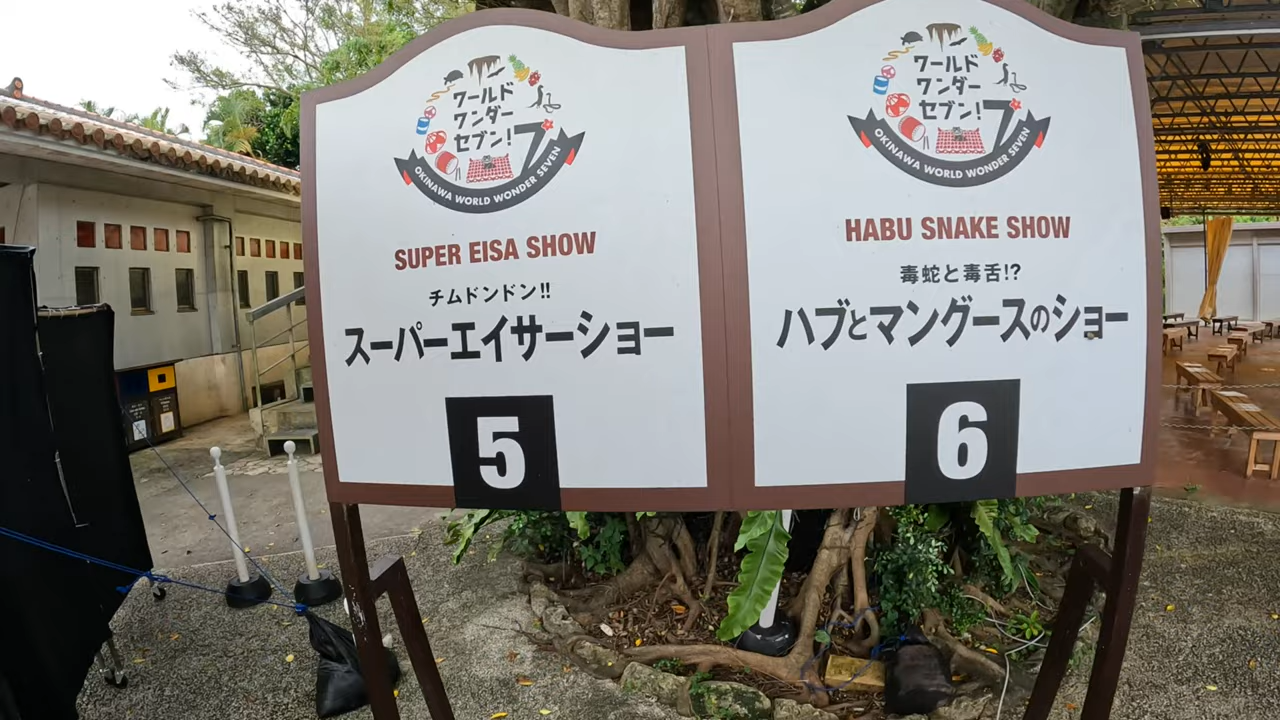 ワールド
ワンダー
セブン!
7
OKINAWA WORLD WONDER SEVEN
SUPER EISA SHOW
チムドンドン!!
スーパーエイサーショー
5
ワールド
ワンダー
セブン!
7
OKINAWA WORLD WONDER SEVEN
HABU SNAKE SHOW
毒蛇と毒舌!?
ハブとマングースのショー
6